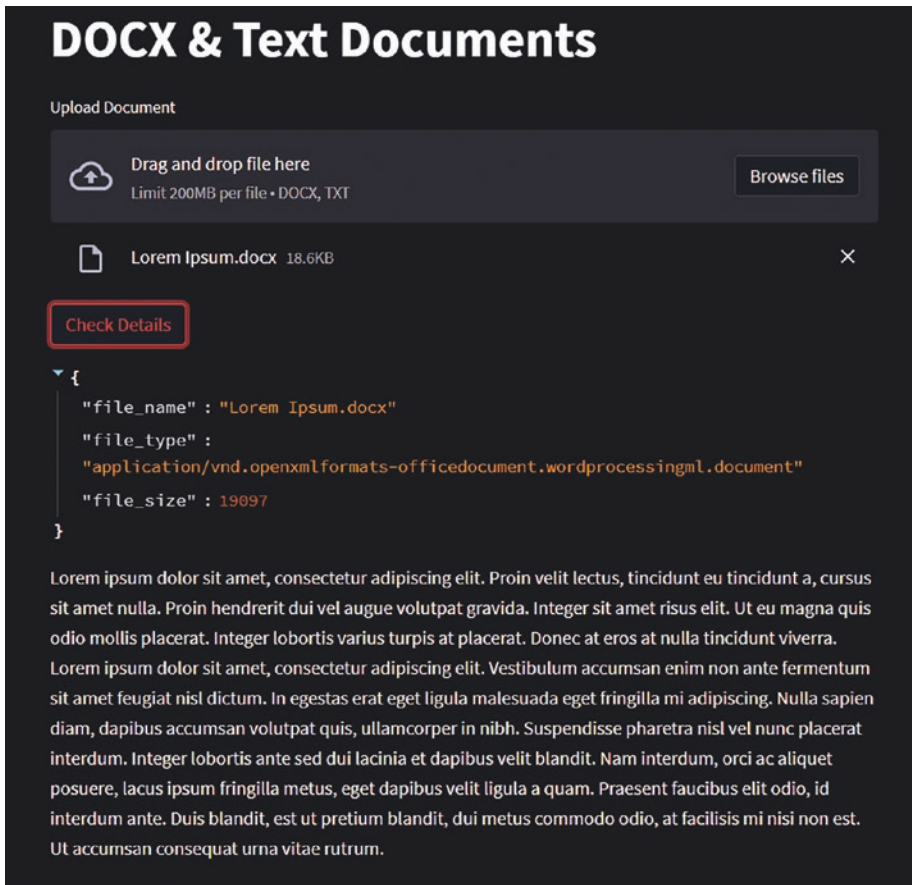 DOCX & Text Documents
Upload Document
Drag and drop file here
Limit 200MB per file • DOCX, TXT
Browse files
Lorem Ipsum.docx 18.6KB
Check Details
{
"file_name" : "Lorem Ipsum.docx"
"file_type" :
"application/vnd.openxmlformats-officedocument.wordprocessingml.document"
"file_size" : 19097
}
Lorem ipsum dolor sit amet, consectetur adipiscing elit. Proin velit lectus, tincidunt eu tincidunt a, cursus
sit amet nulla. Proin hendrerit dui vel augue volutpat gravida. Integer sit amet risus elit. Ut eu magna quis
odio mollis placerat. Integer lobortis varius turpis at placerat. Donec at eros at nulla tincidunt viverra.
Lorem ipsum dolor sit amet, consectetur adipiscing elit. Vestibulum accumsan enim non ante fermentum
sit amet feugiat nisl dictum. In egestas erat eget ligula malesuada eget fringilla mi adipiscing. Nulla sapien
diam, dapibus accumsan volutpat quis, ullamcorper in nibh. Suspendisse pharetra nisl vel nunc placerat
interdum. Integer lobortis ante sed dui lacinia et dapibus velit blandit. Nam interdum, orci ac aliquet
posuere, lacus ipsum fringilla metus, eget dapibus velit ligula a quam. Praesent faucibus elit odio, id
interdum ante. Duis blandit, est ut pretium blandit, dui metus commodo odio, at facilisis mi nisi non est.
Ut accumsan consequat urna vitae rutrum.